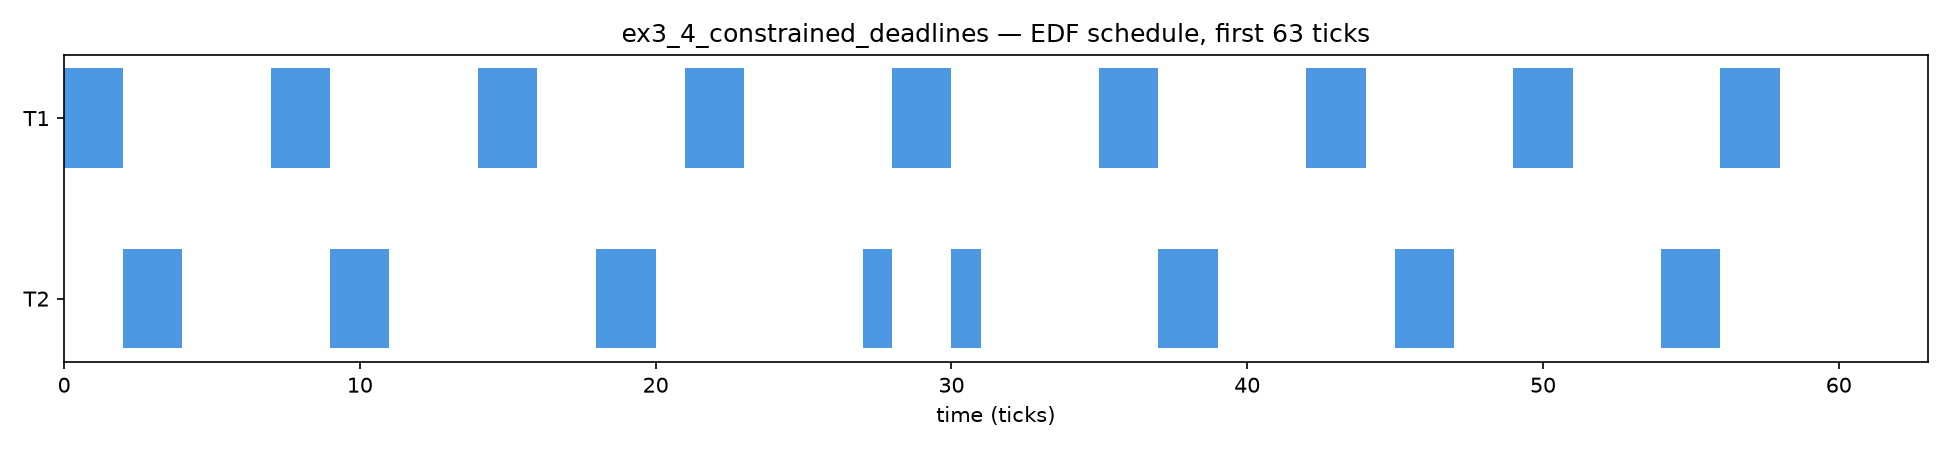 ex3_4_constrained_deadlines — EDF schedule, first 63 ticks
T1
T2
0 10 20 30 40 50 60
time (ticks)